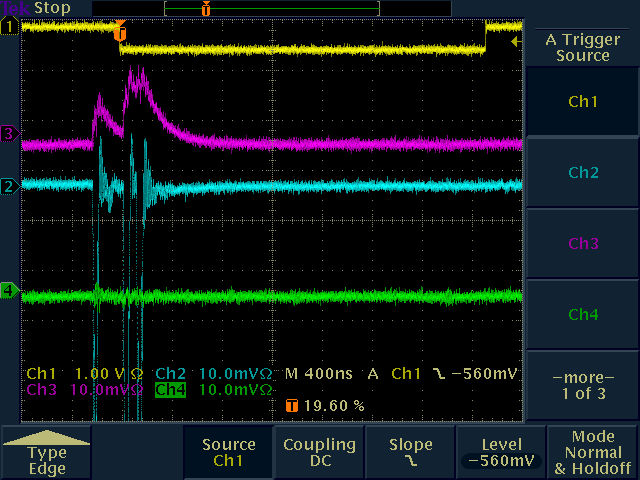 Tek Stop
T
1
T
A Trigger
Source
Ch1
3
Ch2
2
Ch3
4
Ch4
Ch1 1.00 V Ω Ch2 10.0mVΩ M 400ns A Ch1 ㇂ −560mV
Ch3 10.0mVΩ Ch4 10.0mVΩ
T 19.60 %
−more−
1 of 3
Type
Edge
Source
Ch1
Coupling
DC
Slope
Level
−560mV
Mode
Normal
& Holdoff